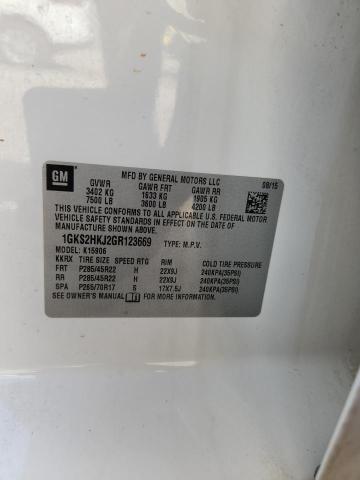 GM
MFD BY GENERAL MOTORS LLC 08/15
GVWR GAWR FRT GAWR RR
3402 KG 1633 KG 1905 KG
7500 LB 3600 LB 4200 LB
THIS VEHICLE CONFORMS TO ALL APPLICABLE U.S. FEDERAL MOTOR
VEHICLE SAFETY STANDARDS IN EFFECT ON THE DATE OF
MANUFACTURE SHOWN ABOVE.
1GKS2HKJ2GR123669 TYPE: M.P.V.
MODEL: K15906
KKRX TIRE SIZE SPEED RTG RIM COLD TIRE PRESSURE
FRT P285/45R22 H 22X9J 240KPA(35PSI)
RR P285/45R22 H 22X9J 240KPA(35PSI)
SPA P265/70R17 S 17X7.5J 240KPA(35PSI)
SEE OWNER'S MANUAL FOR MORE INFORMATION.